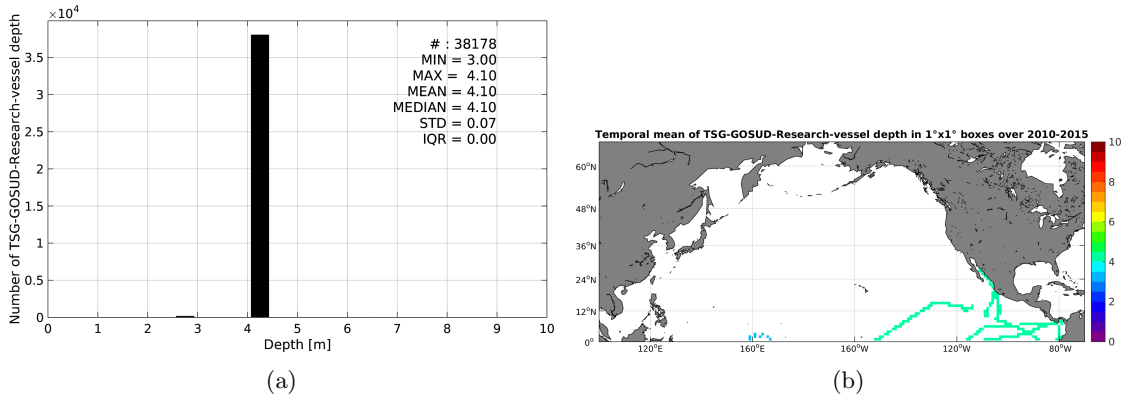 ×10⁴
Number of TSG-GOSUD-Research-vessel depth
3.5
3
2.5
2
1.5
1
0.5
0
0 1 2 3 4 5 6 7 8 9 10
Depth [m]
# : 38178
MIN = 3.00
MAX = 4.10
MEAN = 4.10
MEDIAN = 4.10
STD = 0.07
IQR = 0.00
(a)
Temporal mean of TSG-GOSUD-Research-vessel depth in 1°x1° boxes over 2010-2015
60°N
48°N
36°N
24°N
12°N
0°
120°E 160°E 160°W 120°W 80°W
10
8
6
4
2
0
(b)